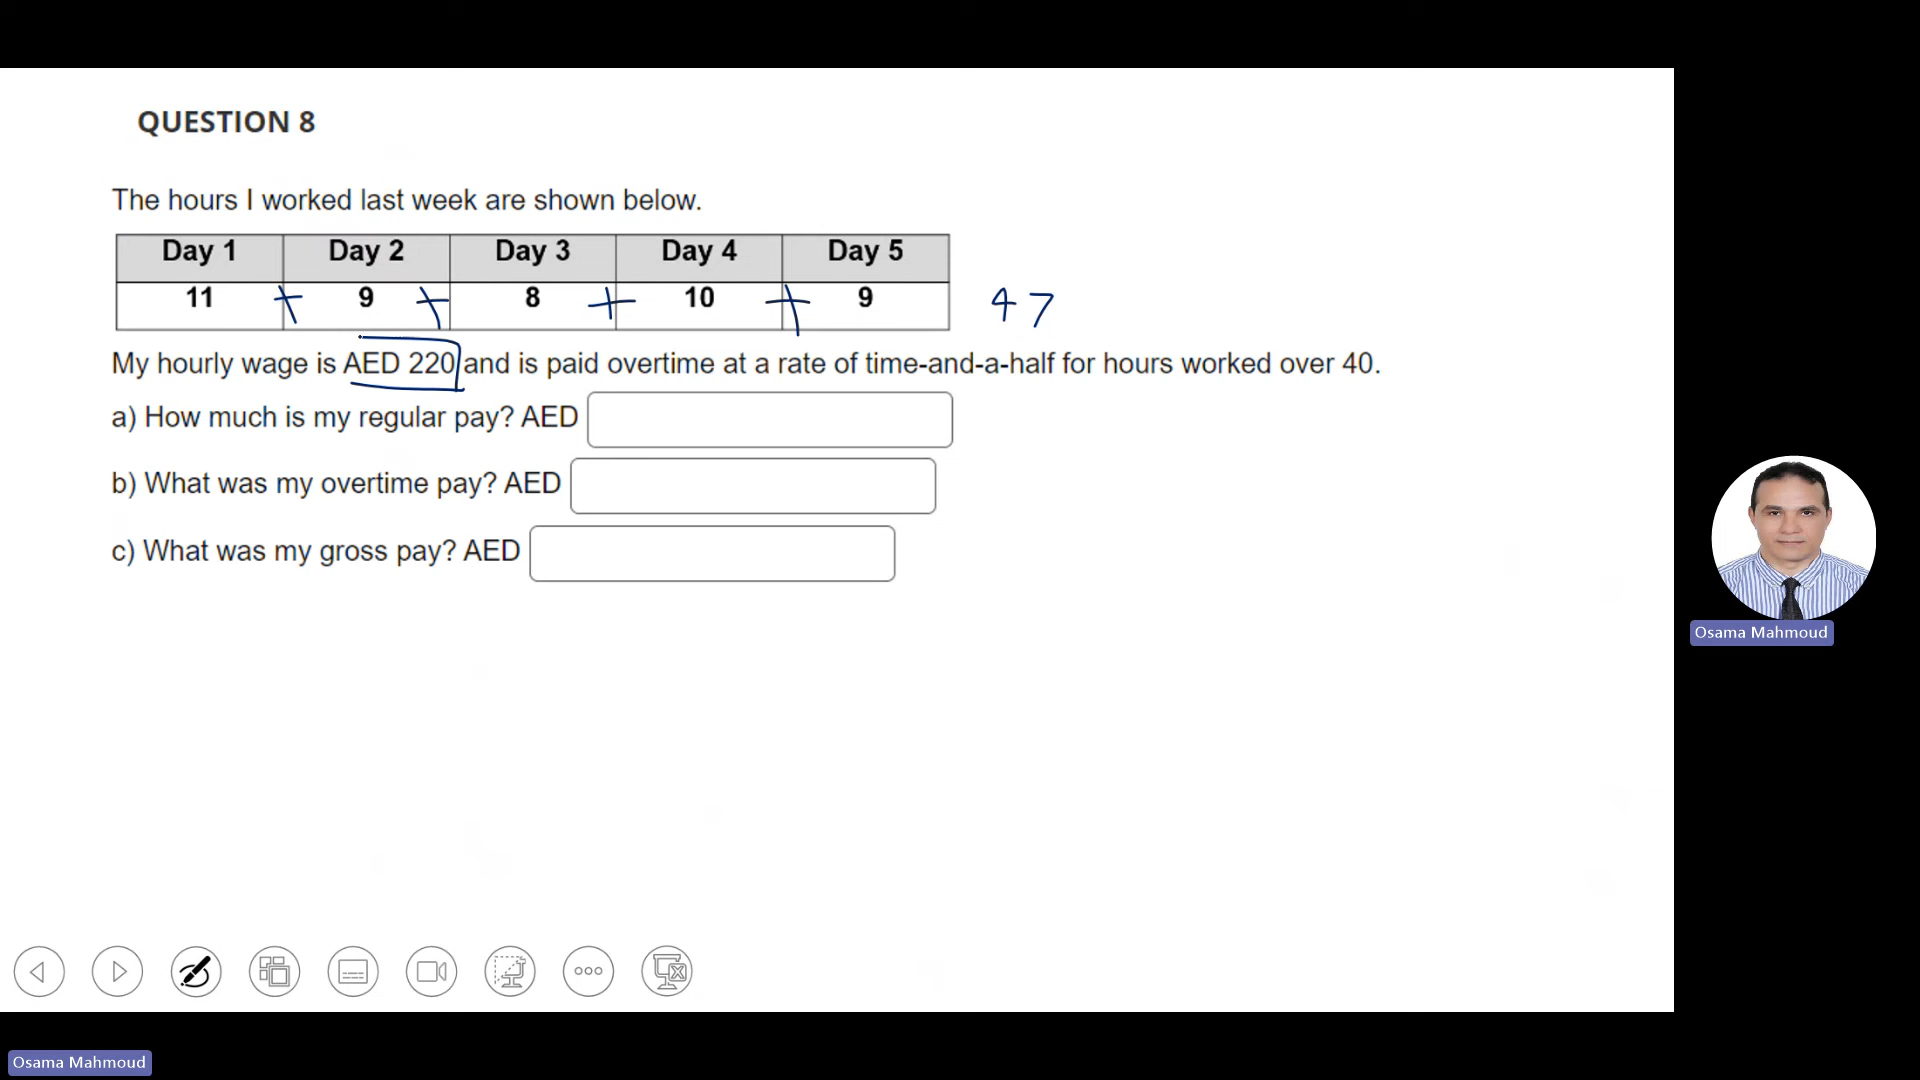 QUESTION 8
The hours I worked last week are shown below.
Day 1 Day 2 Day 3 Day 4 Day 5
11 + 9 + 8 + 10 + 9 47
My hourly wage is AED 220 and is paid overtime at a rate of time-and-a-half for hours worked over 40.
a) How much is my regular pay? AED
b) What was my overtime pay? AED
c) What was my gross pay? AED
Osama Mahmoud
Osama Mahmoud